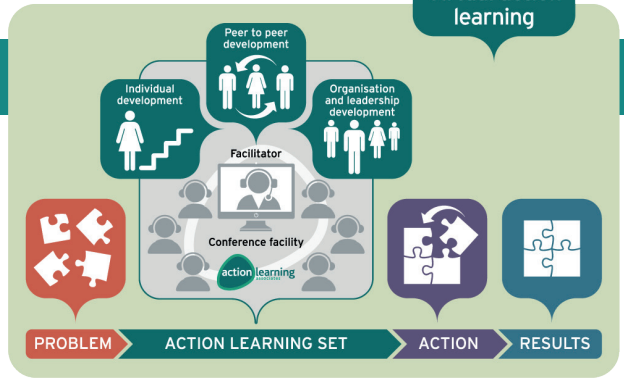 learning
Peer to peer
development
Individual
development
Organisation
and leadership
development
Facilitator
Conference facility
action learning
ASSOCIATES
PROBLEM
ACTION LEARNING SET
ACTION
RESULTS